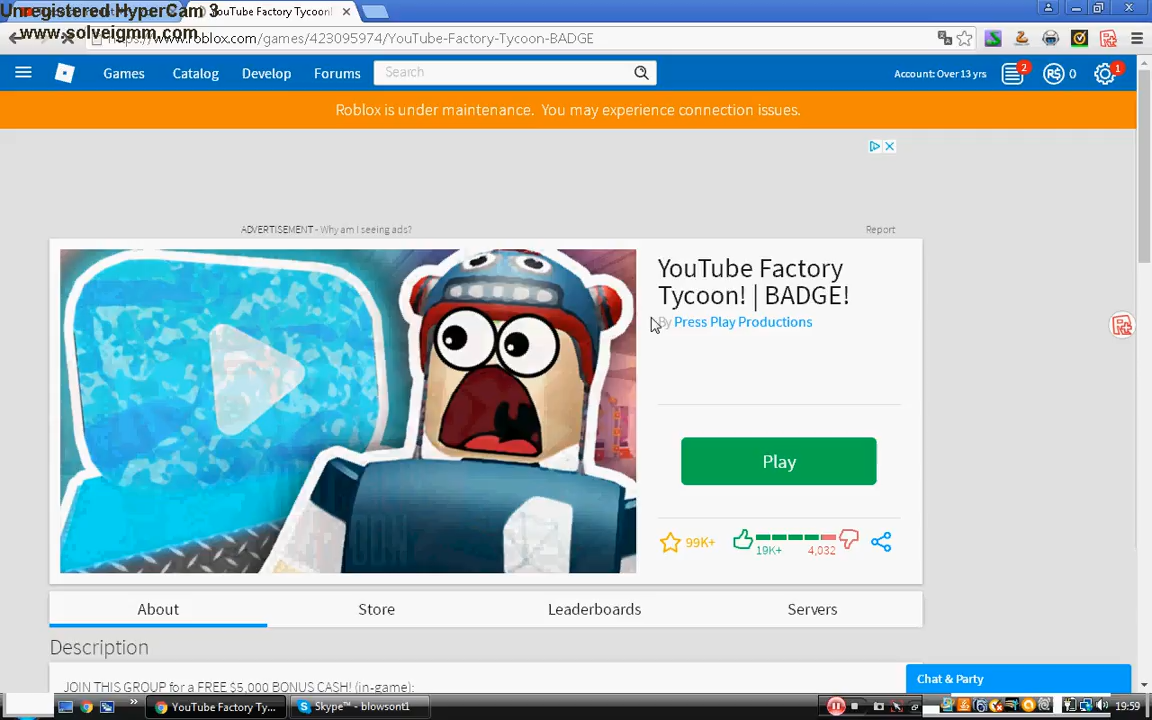 Unregistered HyperCam 3
www.solveigmm.com
YouTube Factory Tycoon!
https://www.roblox.com/games/423095974/YouTube-Factory-Tycoon-BADGE
Games
Catalog
Develop
Forums
Search
Account: Over 13 yrs
2
R$ 0
1
Roblox is under maintenance. You may experience connection issues.
ADVERTISEMENT - Why am I seeing ads?
Report
YouTube Factory
Tycoon! | BADGE!
By Press Play Productions
Play
99K+
19K+
4,032
About
Store
Leaderboards
Servers
Description
JOIN THIS GROUP for a FREE $5,000 BONUS CASH! (in-game):
Chat & Party
YouTube Factory Ty...
Skype™ - blowsont1
19:59